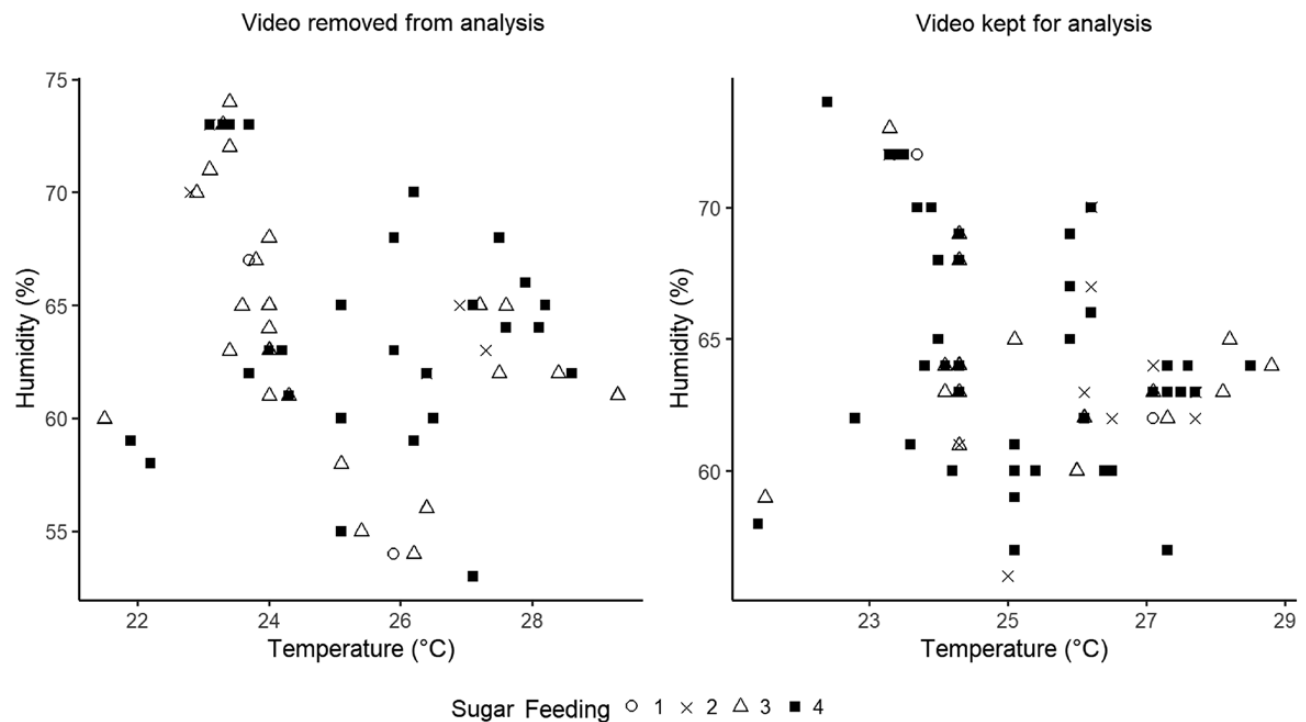 Video removed from analysis
Video kept for analysis
75
70
65
60
55
Humidity (%)
22
24
26
28
Temperature (°C)
70
65
60
Humidity (%)
23
25
27
29
Temperature (°C)
Sugar Feeding 1 2 3 4